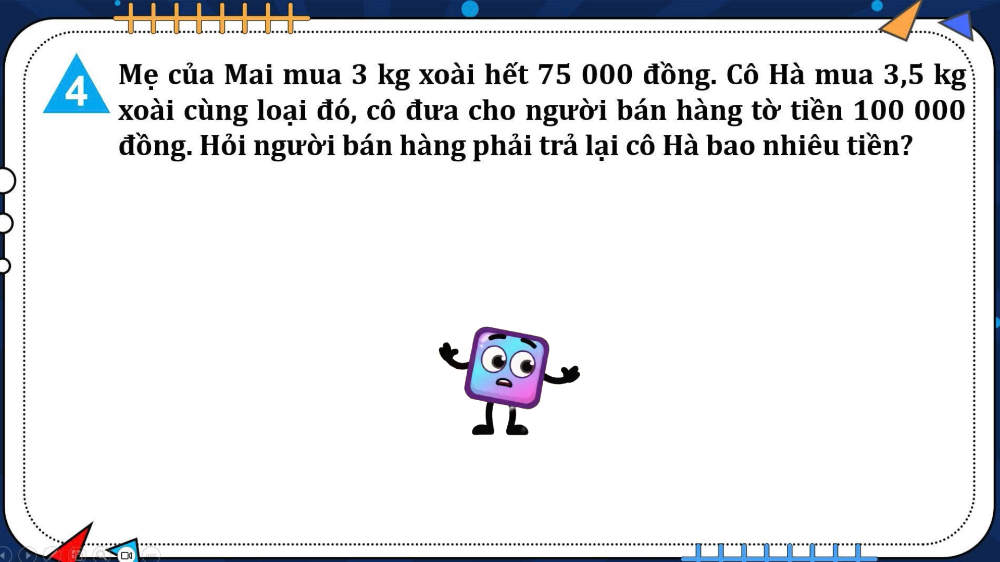 4
Mẹ của Mai mua 3 kg xoài hết 75 000 đồng. Cô Hà mua 3,5 kg
xoài cùng loại đó, cô đưa cho người bán hàng tờ tiền 100 000
đồng. Hỏi người bán hàng phải trả lại cô Hà bao nhiêu tiền?